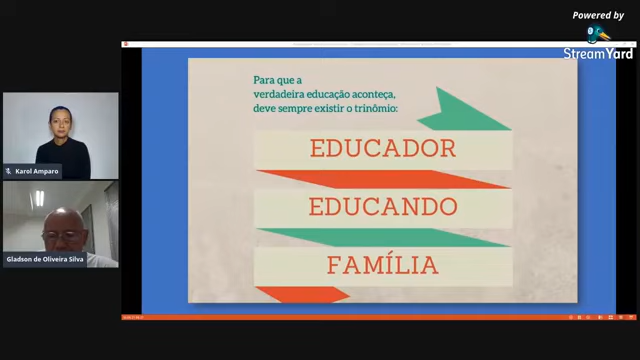 Powered by
StreamYard
Para que a
verdadeira educação aconteça,
deve sempre existir o trinômio:
EDUCADOR
EDUCANDO
FAMÍLIA
Karol Amparo
Gladson de Oliveira Silva